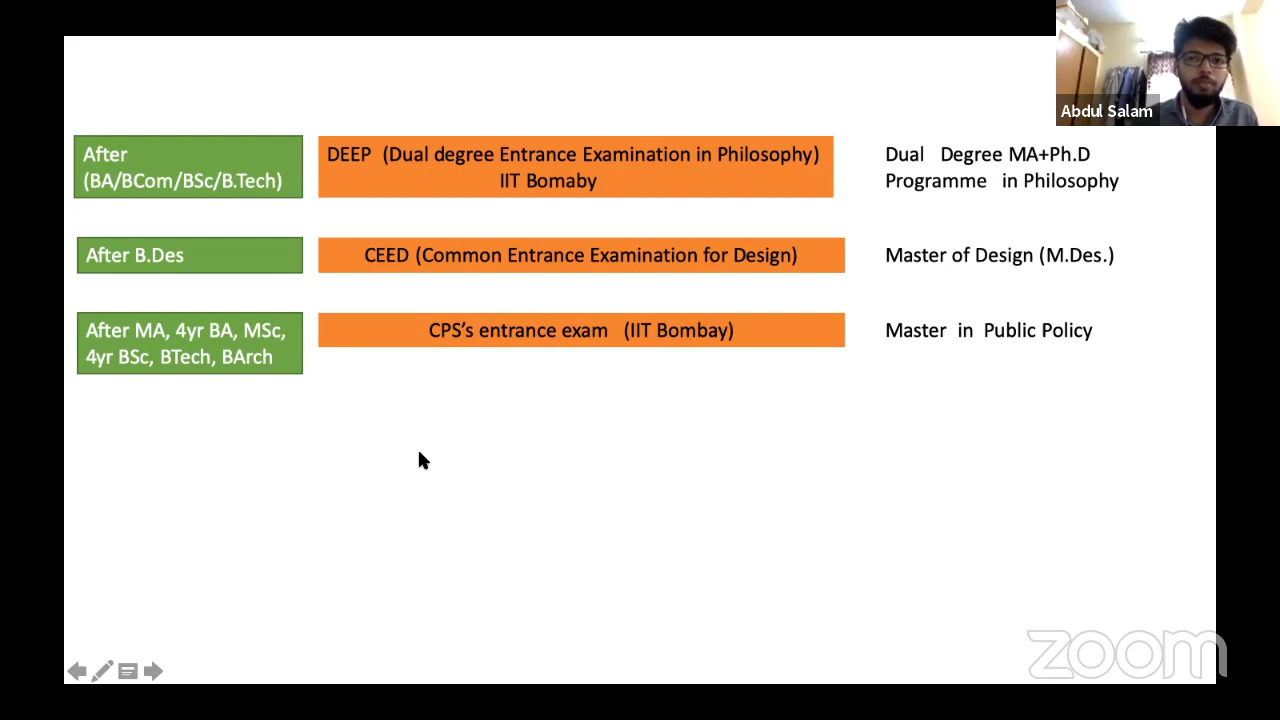 Abdul Salam
After
(BA/BCom/BSc/B.Tech)
DEEP (Dual degree Entrance Examination in Philosophy)
IIT Bomaby
Dual Degree MA+Ph.D
Programme in Philosophy
After B.Des
CEED (Common Entrance Examination for Design)
Master of Design (M.Des.)
After MA, 4yr BA, MSc,
4yr BSc, BTech, BArch
CPS’s entrance exam (IIT Bombay)
Master in Public Policy
zoom